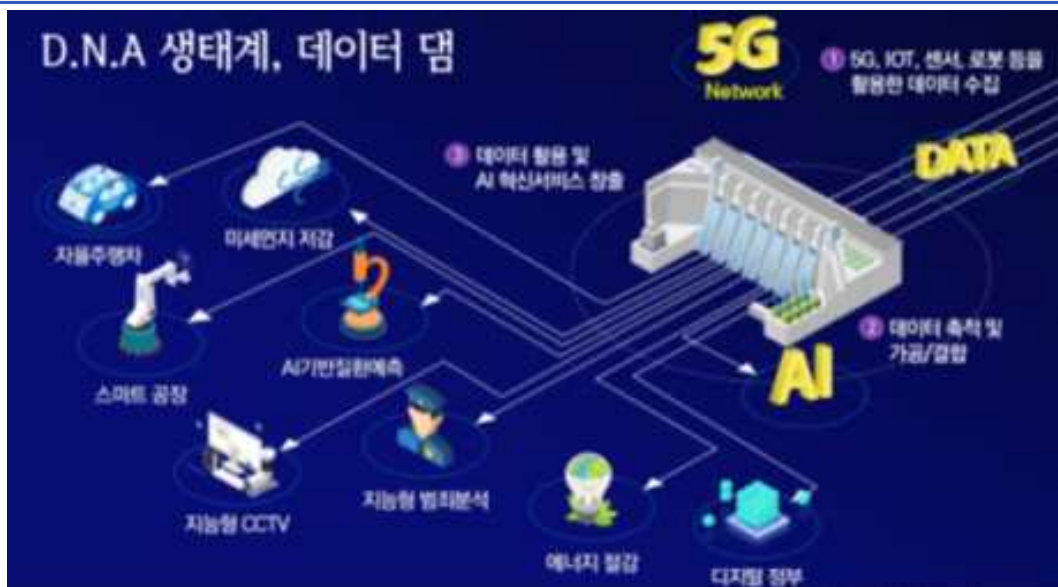 D.N.A 생태계, 데이터 댐
5G
Network
① 5G, IOT, 센서, 로봇 등을
활용한 데이터 수집
DATA
③ 데이터 활용 및
AI 혁신서비스 창출
자율주행차
미세먼지 저감
② 데이터 축적 및
가공/결합
AI
스마트 공장
AI기반질환예측
지능형 CCTV
지능형 범죄분석
에너지 절감
디지털 정부